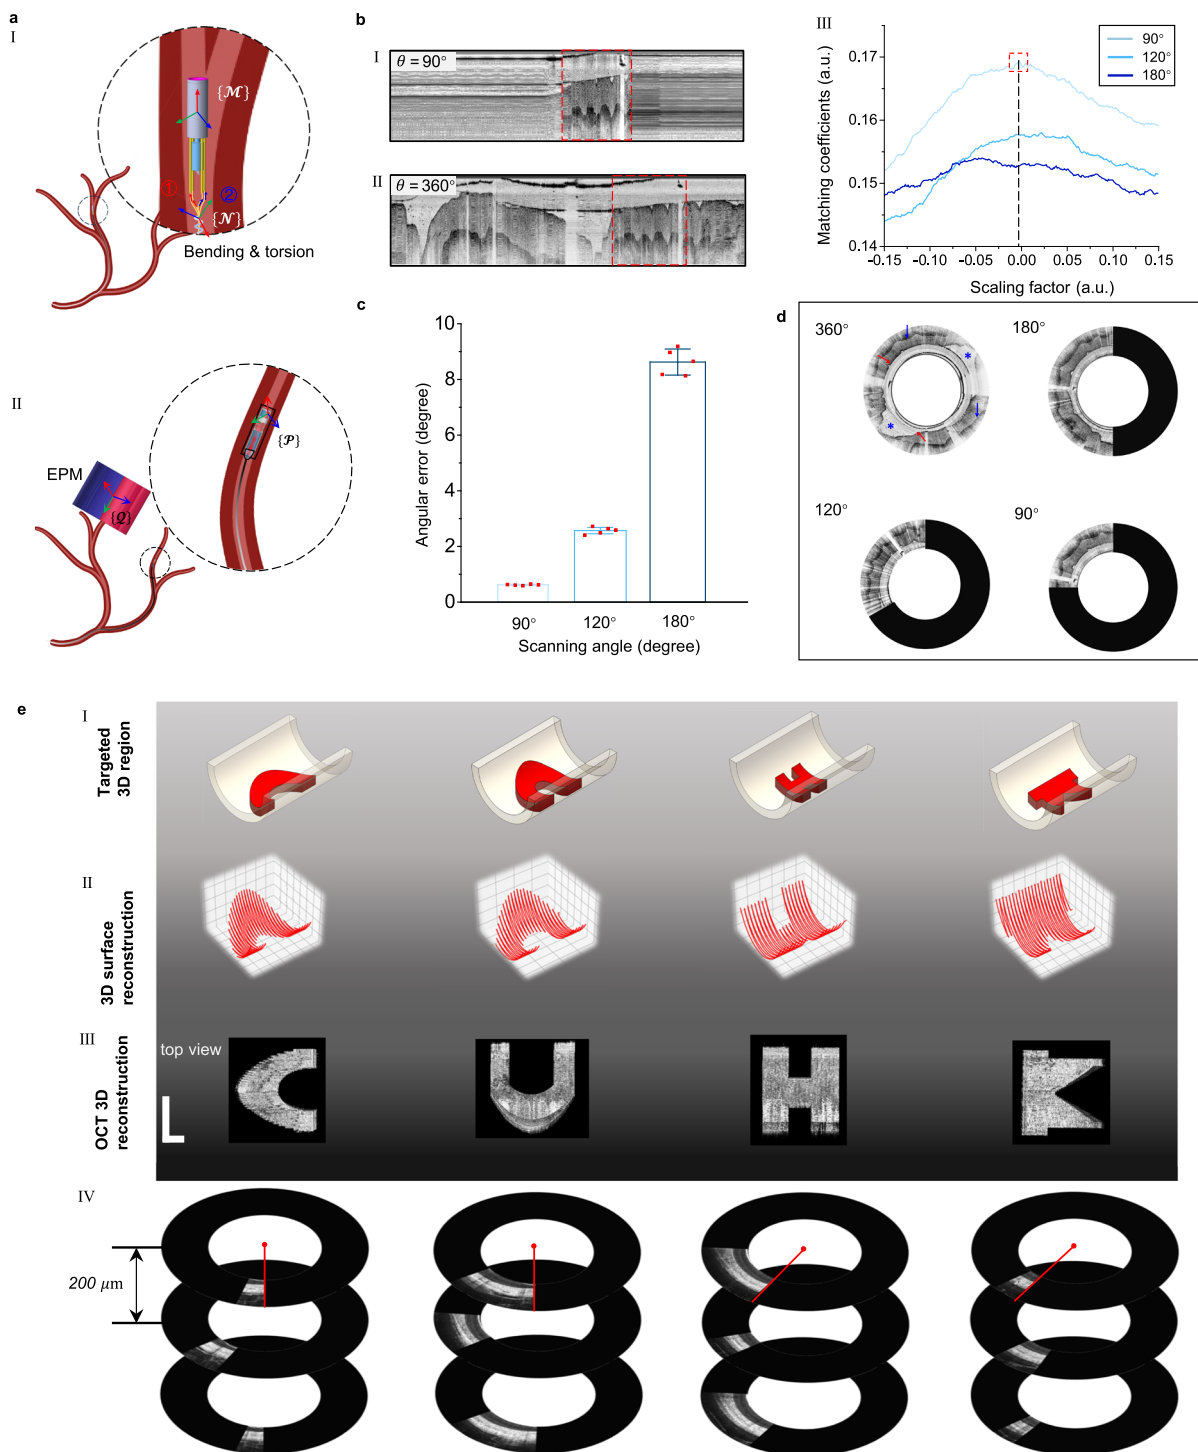 a
I
{ℳ}
①
②
{𝒩}
Bending & torsion
II
EPM
{𝒬}
{𝒫}
b
I
θ = 90°
II
θ = 360°
III
Matching coefficients (a.u.)
0.17
0.16
0.15
0.14
-0.15
-0.10
-0.05
0.00
0.05
0.10
0.15
Scaling factor (a.u.)
90°
120°
180°
c
Angular error (degree)
10
8
6
4
2
0
90°
120°
180°
Scanning angle (degree)
d
360°
*
*
180°
120°
90°
e
I
Targeted
3D region
II
3D surface
reconstruction
III
OCT 3D
reconstruction
top view
IV
200 μm